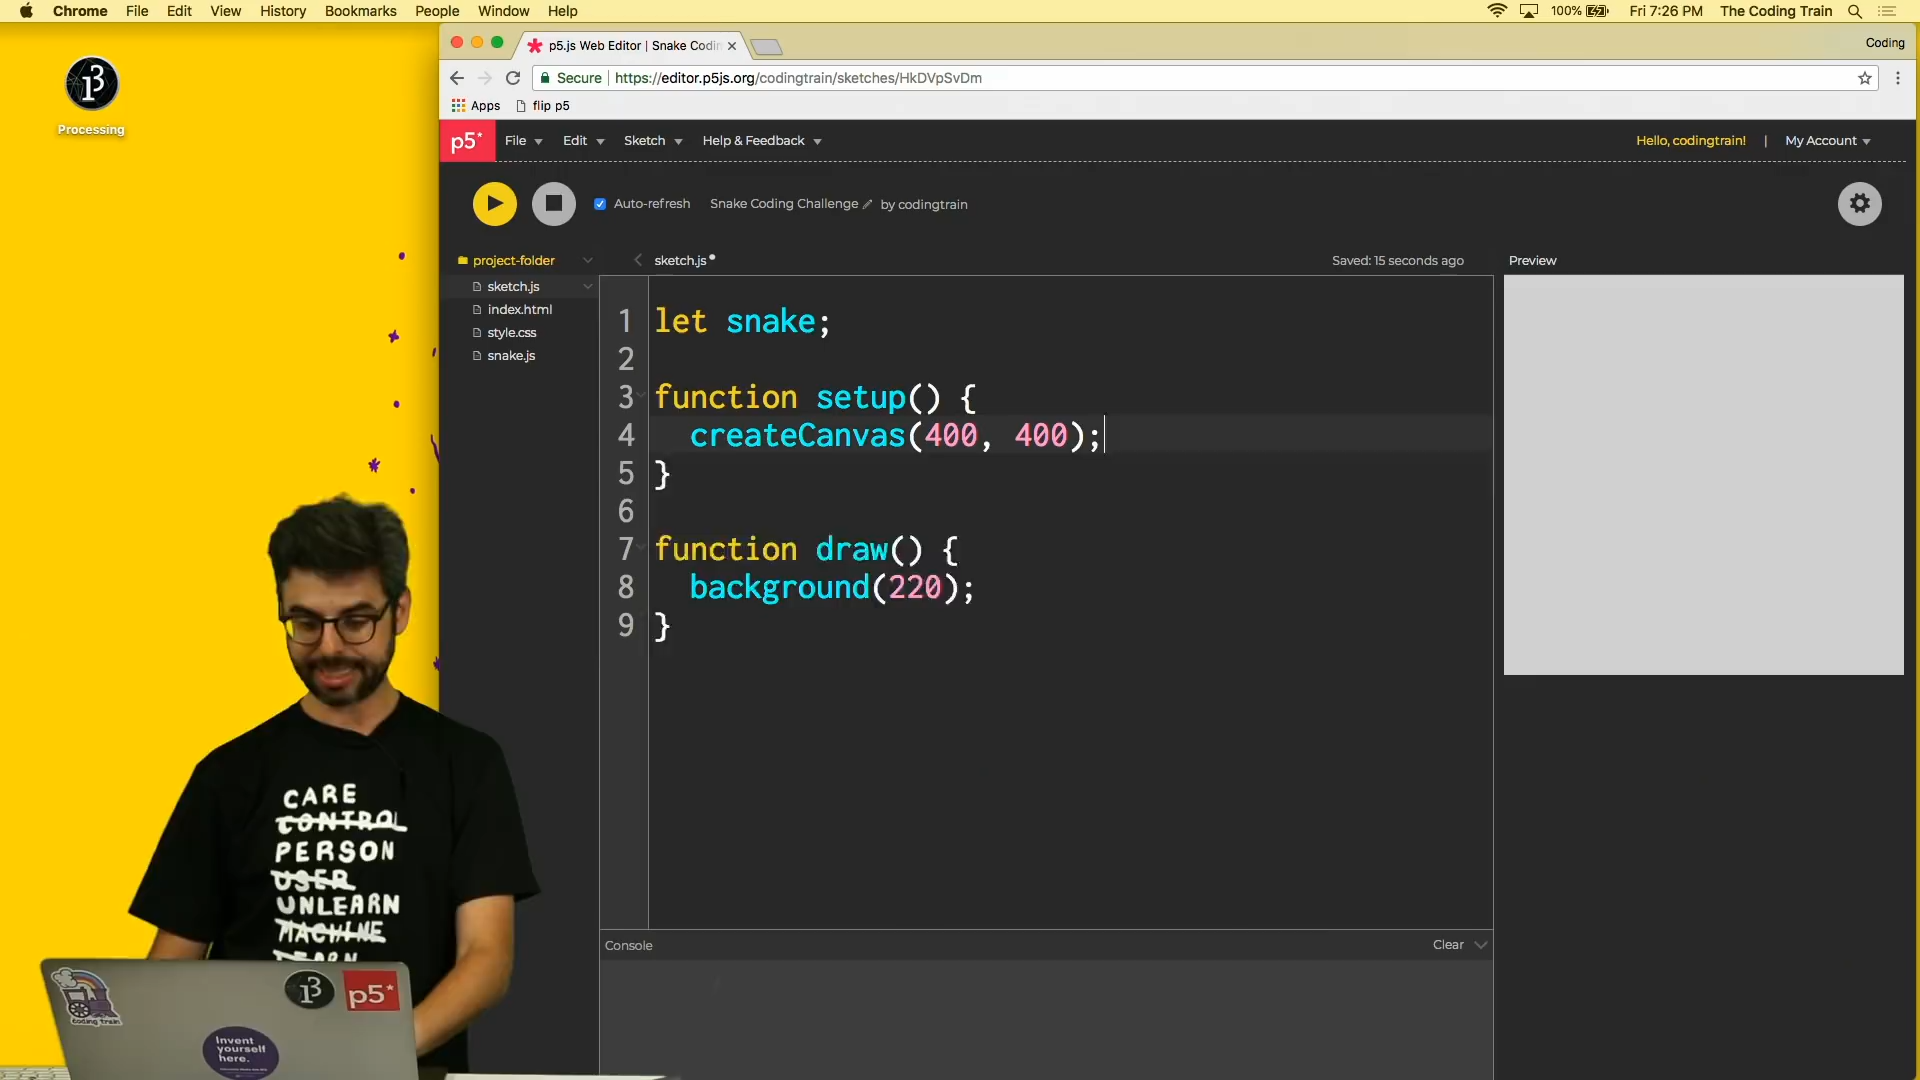 Chrome File Edit View History Bookmarks People Window Help
100% Fri 7:26 PM The Coding Train
Processing
p5.js Web Editor | Snake Codin
Coding
Secure https://editor.p5js.org/codingtrain/sketches/HkDVpSvDm
Apps flip p5
p5* File Edit Sketch Help & Feedback
Hello, codingtrain! | My Account
Auto-refresh Snake Coding Challenge by codingtrain
project-folder
sketch.js
index.html
style.css
snake.js
sketch.js
Saved: 15 seconds ago
Preview
1 let snake;
2
3 function setup() {
4 createCanvas(400, 400);
5 }
6
7 function draw() {
8 background(220);
9 }
Console
Clear
CARE
CONTROL
PERSON
USER
UNLEARN
MACHINE
LEARN
coding train
p5*
Invent
yourself
here.